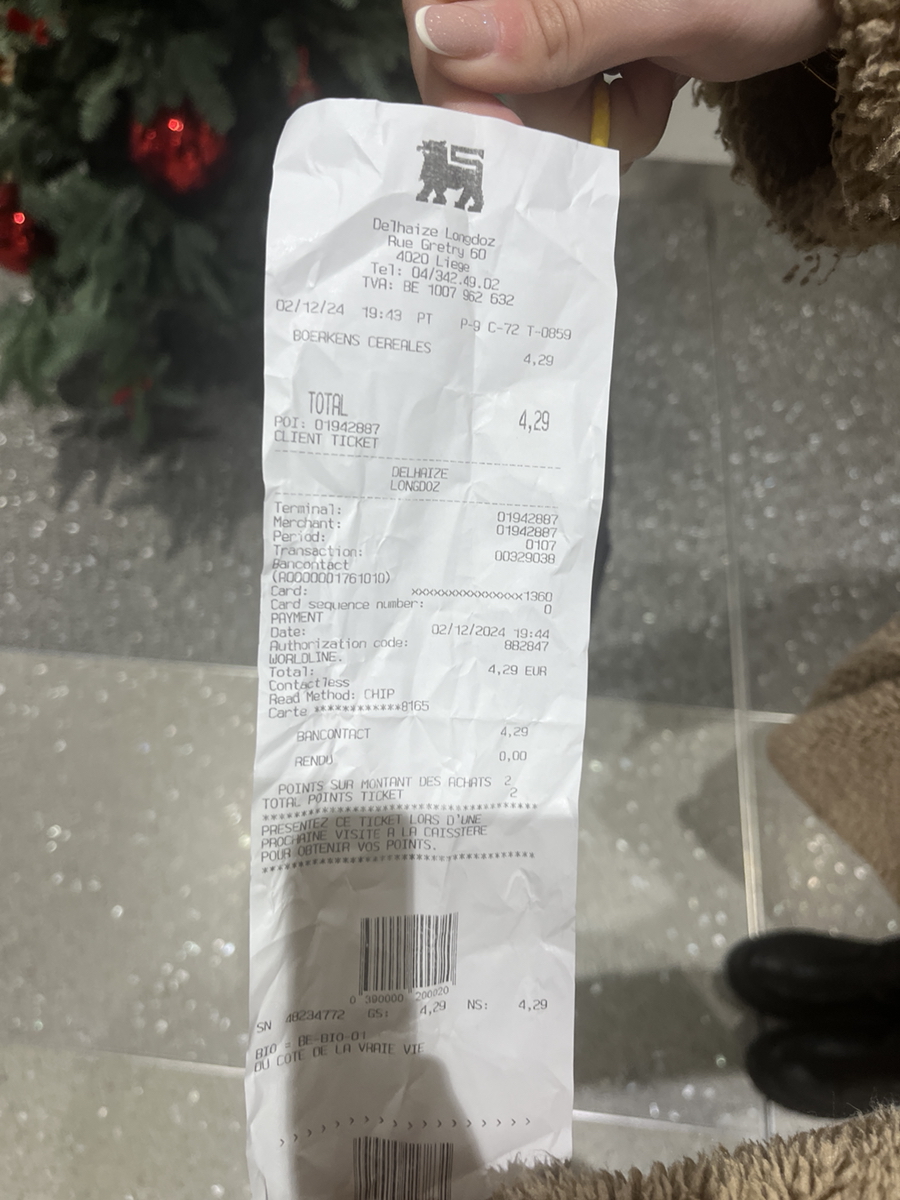 Delhaize Longdoz
Rue Gretry 60
4020 Liege
Tel: 04/342.49.02
TVA: BE 1007 962 632
02/12/24 19:43 PT P-9 C-72 T-0859
BOERKENS CEREALES 4,29
TOTAL 4,29
POI: 01942887
CLIENT TICKET
DELHAIZE
LONGDOZ
Terminal: 01942887
Merchant: 01942887
Period: 0107
Transaction: 00329038
Bancontact
(A0000001761010)
Card: xxxxxxxxxxxxxxx1360
Card sequence number: 0
PAYMENT
Date: 02/12/2024 19:44
Authorization code: 882847
WORLDLINE.
Total: 4,29 EUR
Contactless
Read Method: CHIP
Carte ************8165
BANCONTACT 4,29
RENDU 0,00
POINTS SUR MONTANT DES ACHATS 2
TOTAL POINTS TICKET 2
****************************************
PRESENTEZ CE TICKET LORS D'UNE
PROCHAINE VISITE A LA CAISSIERE
POUR OBTENIR VOS POINTS.
****************************************
0 390000 200020
SN 48234772 GS: 4,29 NS: 4,29
BIO = BE-BIO-01
DU COTE DE LA VRAIE VIE